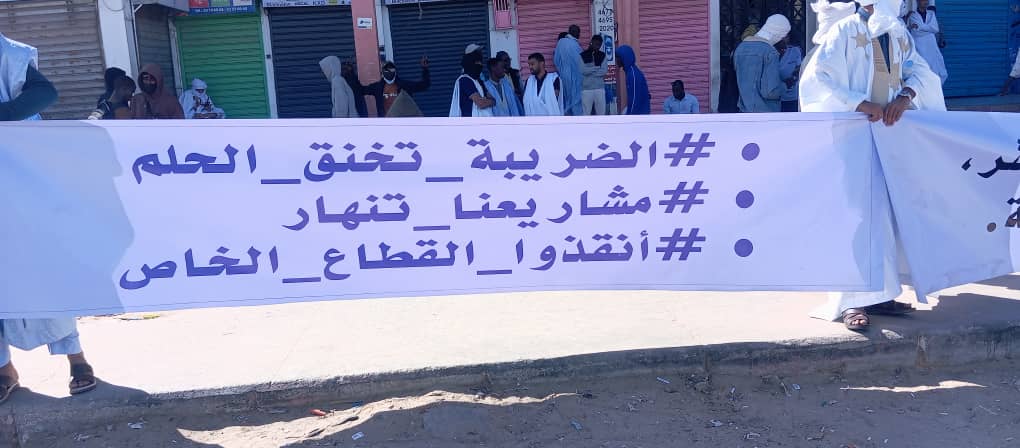 • #الضريبة_تخنق_الحلم
• #مشاريعنا_تنهار
• #أنقذوا_القطاع_الخاص